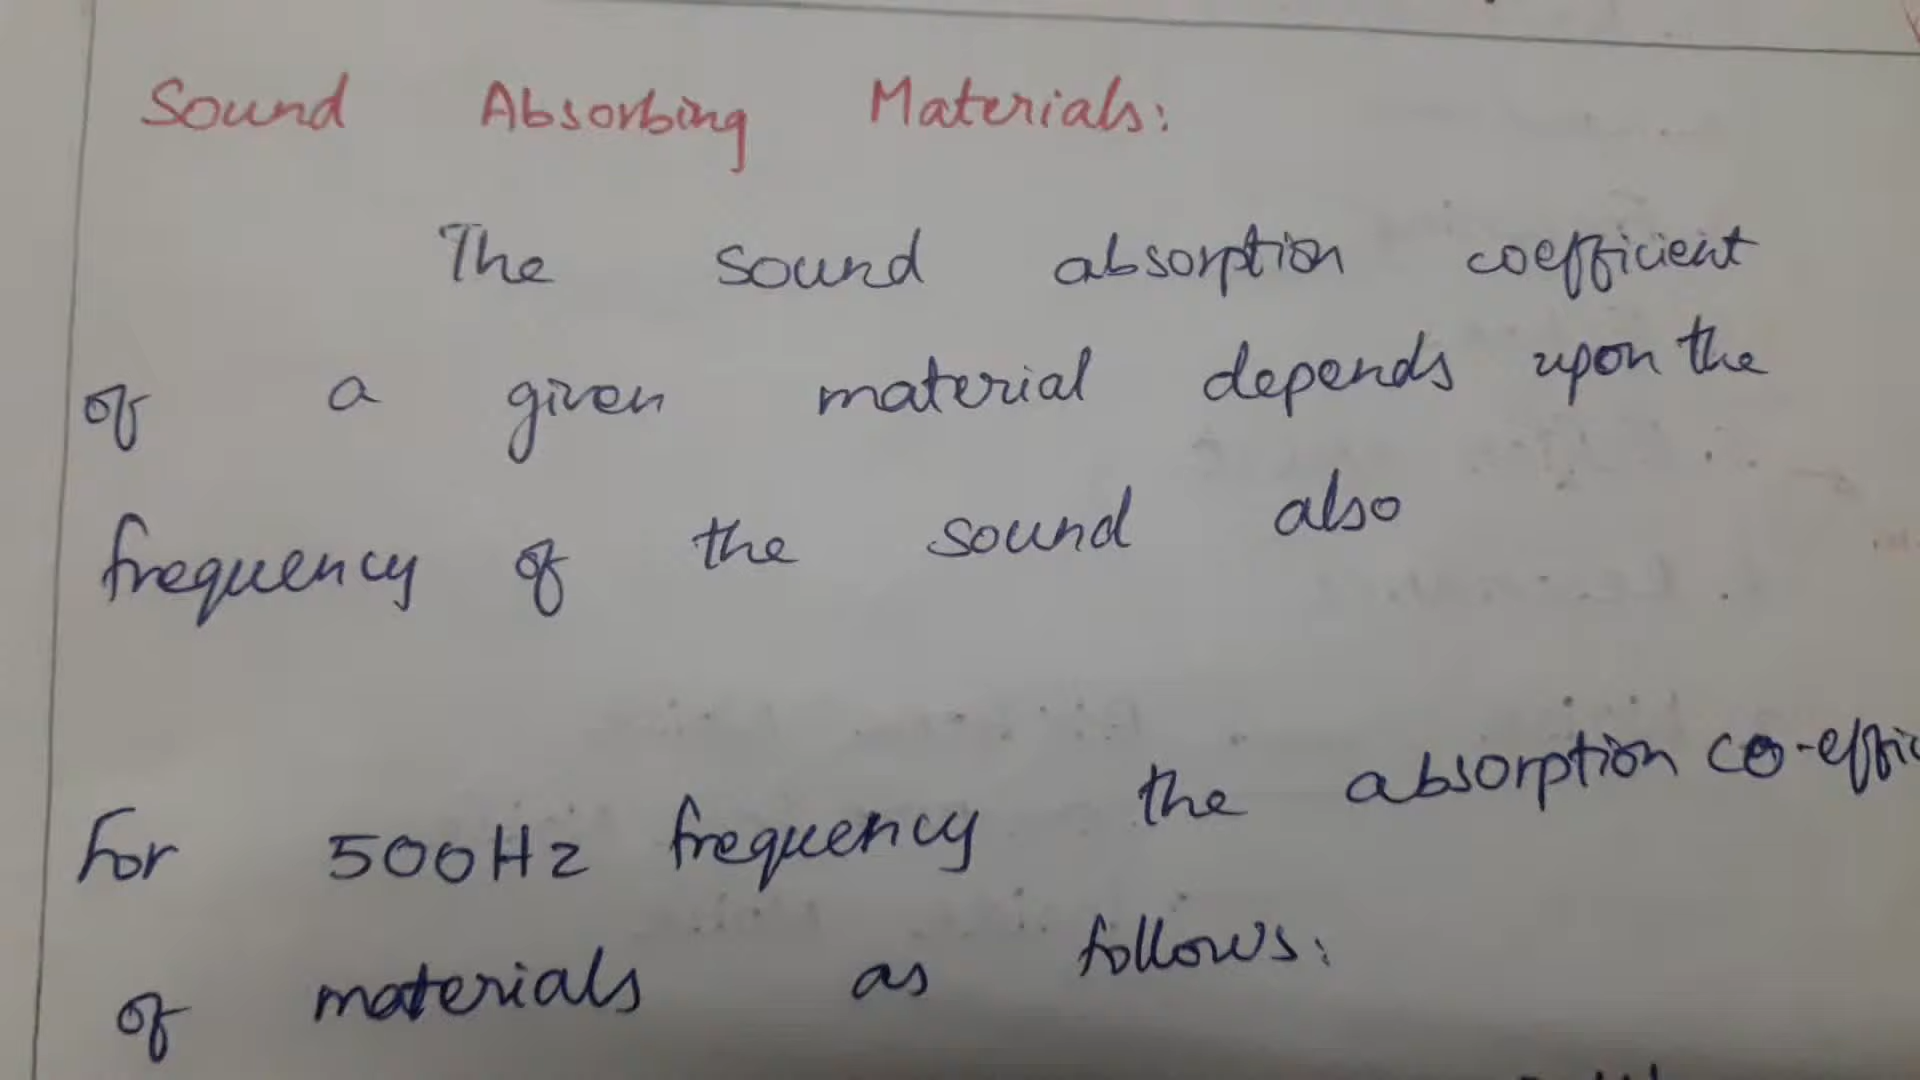 Sound Absorbing Materials:
The sound absorption coefficient
of a given material depends upon the
frequency of the sound also
For 500Hz frequency the absorption co-effic
of materials as follows: